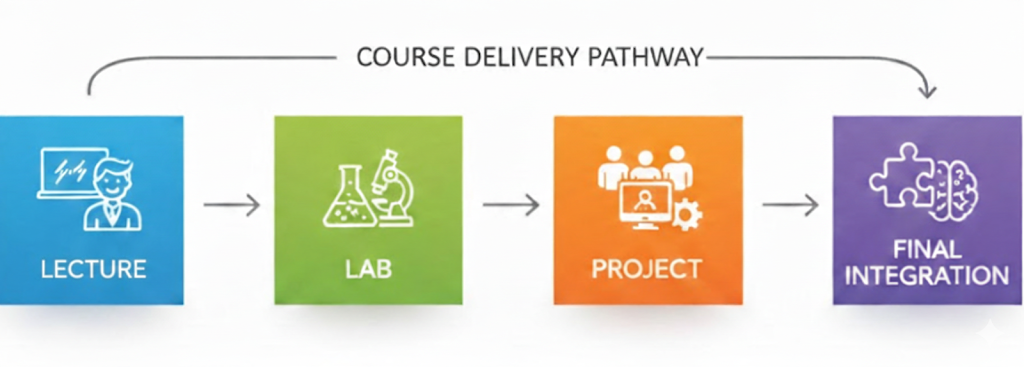 COURSE DELIVERY PATHWAY
LECTURE
LAB
PROJECT
FINAL
INTEGRATION